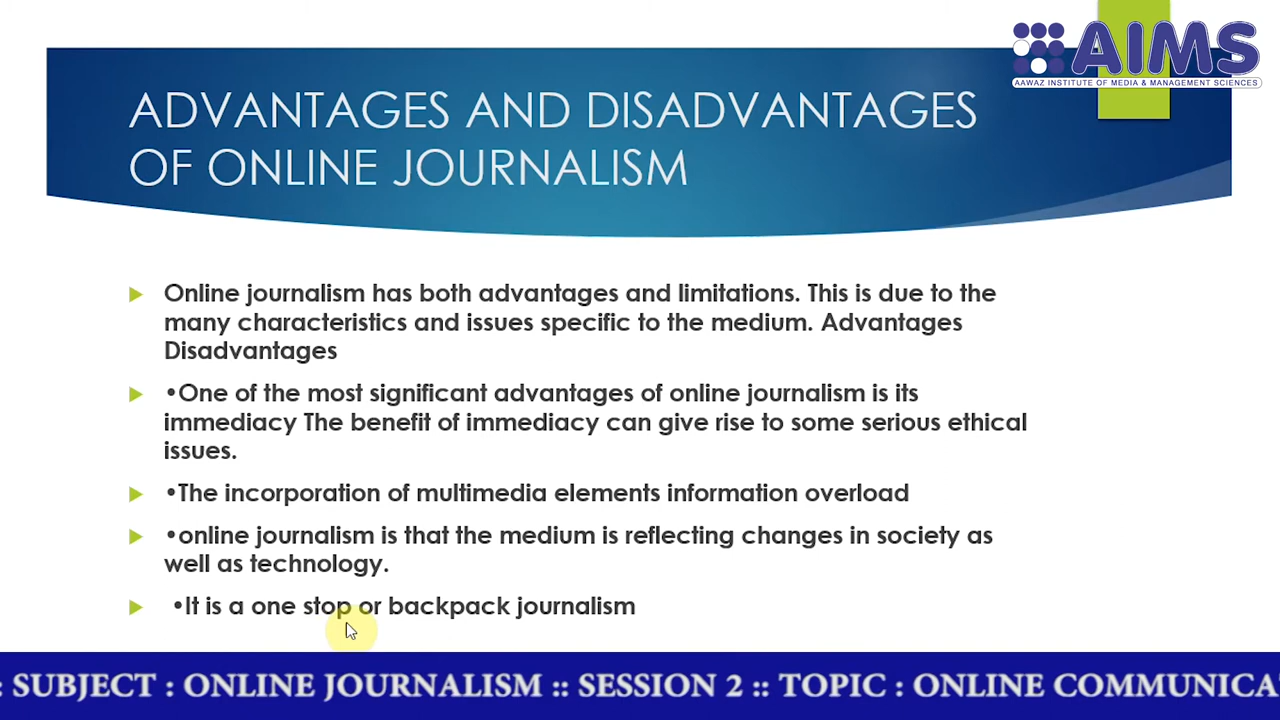 AIMS
AAWAZ INSTITUTE OF MEDIA & MANAGEMENT SCIENCES
ADVANTAGES AND DISADVANTAGES
OF ONLINE JOURNALISM
Online journalism has both advantages and limitations. This is due to the
many characteristics and issues specific to the medium. Advantages
Disadvantages
•One of the most significant advantages of online journalism is its
immediacy The benefit of immediacy can give rise to some serious ethical
issues.
•The incorporation of multimedia elements information overload
•online journalism is that the medium is reflecting changes in society as
well as technology.
•It is a one stop or backpack journalism
: SUBJECT : ONLINE JOURNALISM :: SESSION 2 :: TOPIC : ONLINE COMMUNICA